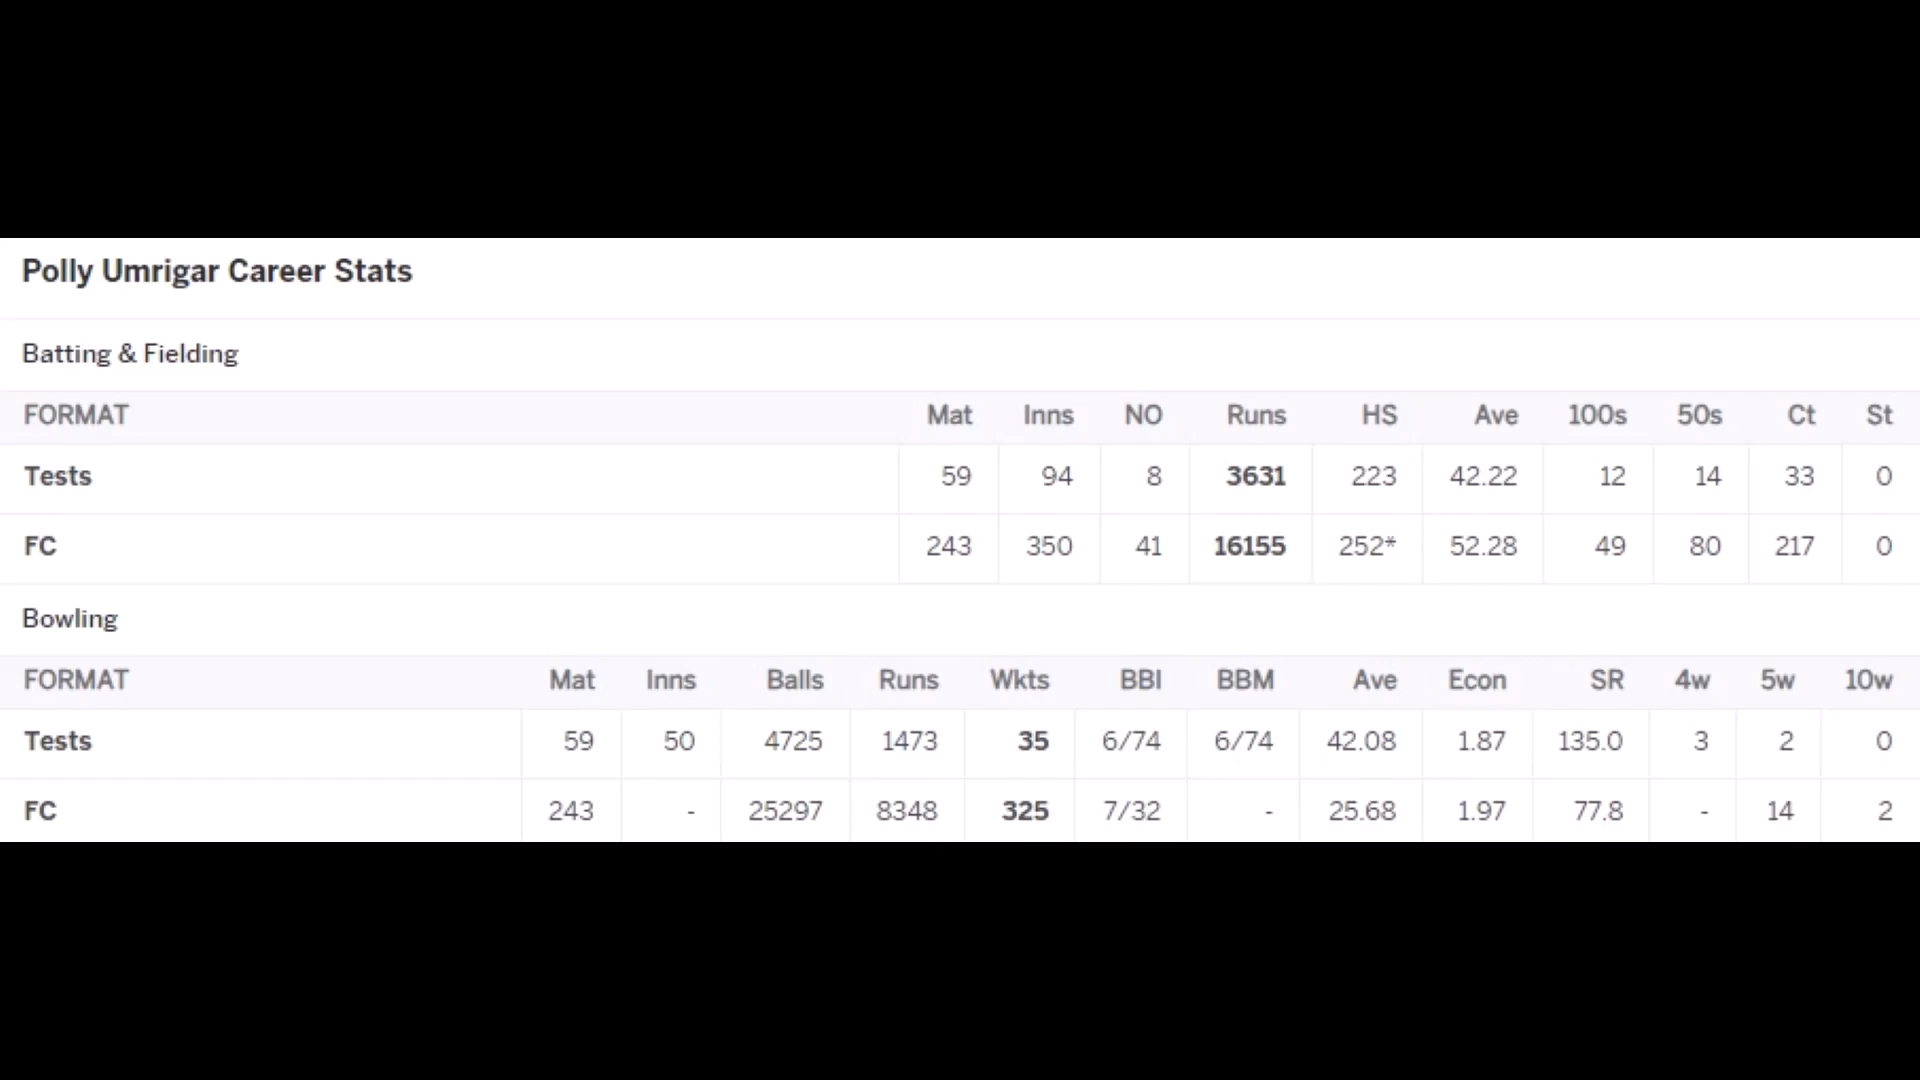 Polly Umrigar Career Stats
Batting & Fielding
FORMAT Mat Inns NO Runs HS Ave 100s 50s Ct St
Tests 59 94 8 3631 223 42.22 12 14 33 0
FC 243 350 41 16155 252* 52.28 49 80 217 0
Bowling
FORMAT Mat Inns Balls Runs Wkts BBI BBM Ave Econ SR 4w 5w 10w
Tests 59 50 4725 1473 35 6/74 6/74 42.08 1.87 135.0 3 2 0
FC 243 - 25297 8348 325 7/32 - 25.68 1.97 77.8 - 14 2